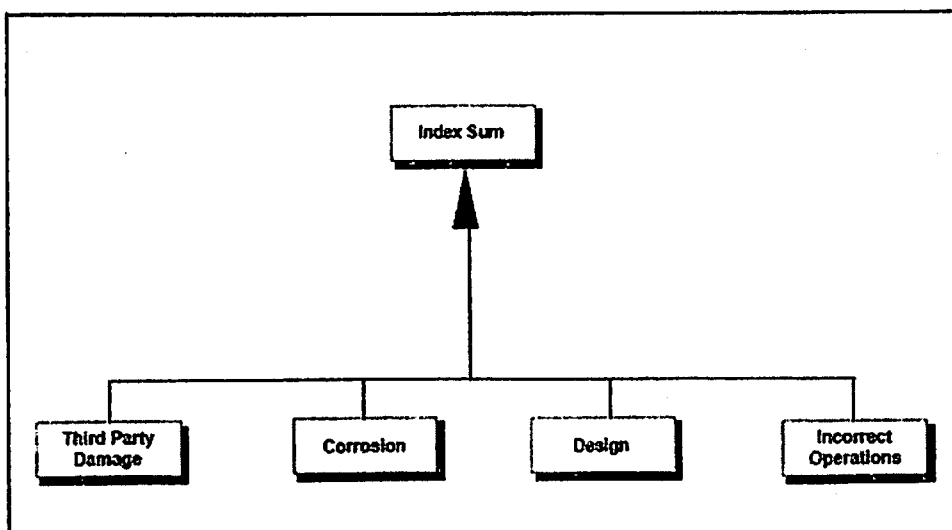 Index Sum
Third Party
Damage
Corrosion
Design
Incorrect
Operations